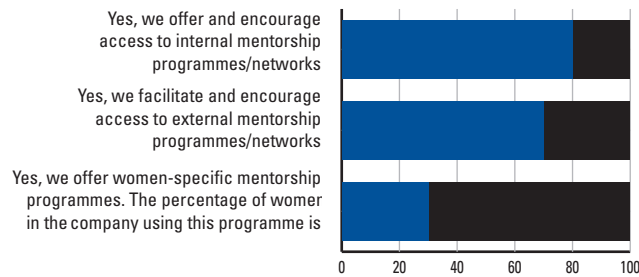 Yes, we offer and encourage
access to internal mentorship
programmes/networks
Yes, we facilitate and encourage
access to external mentorship
programmes/networks
Yes, we offer women-specific mentorship
programmes. The percentage of women
in the company using this programme is
0 20 40 60 80 100